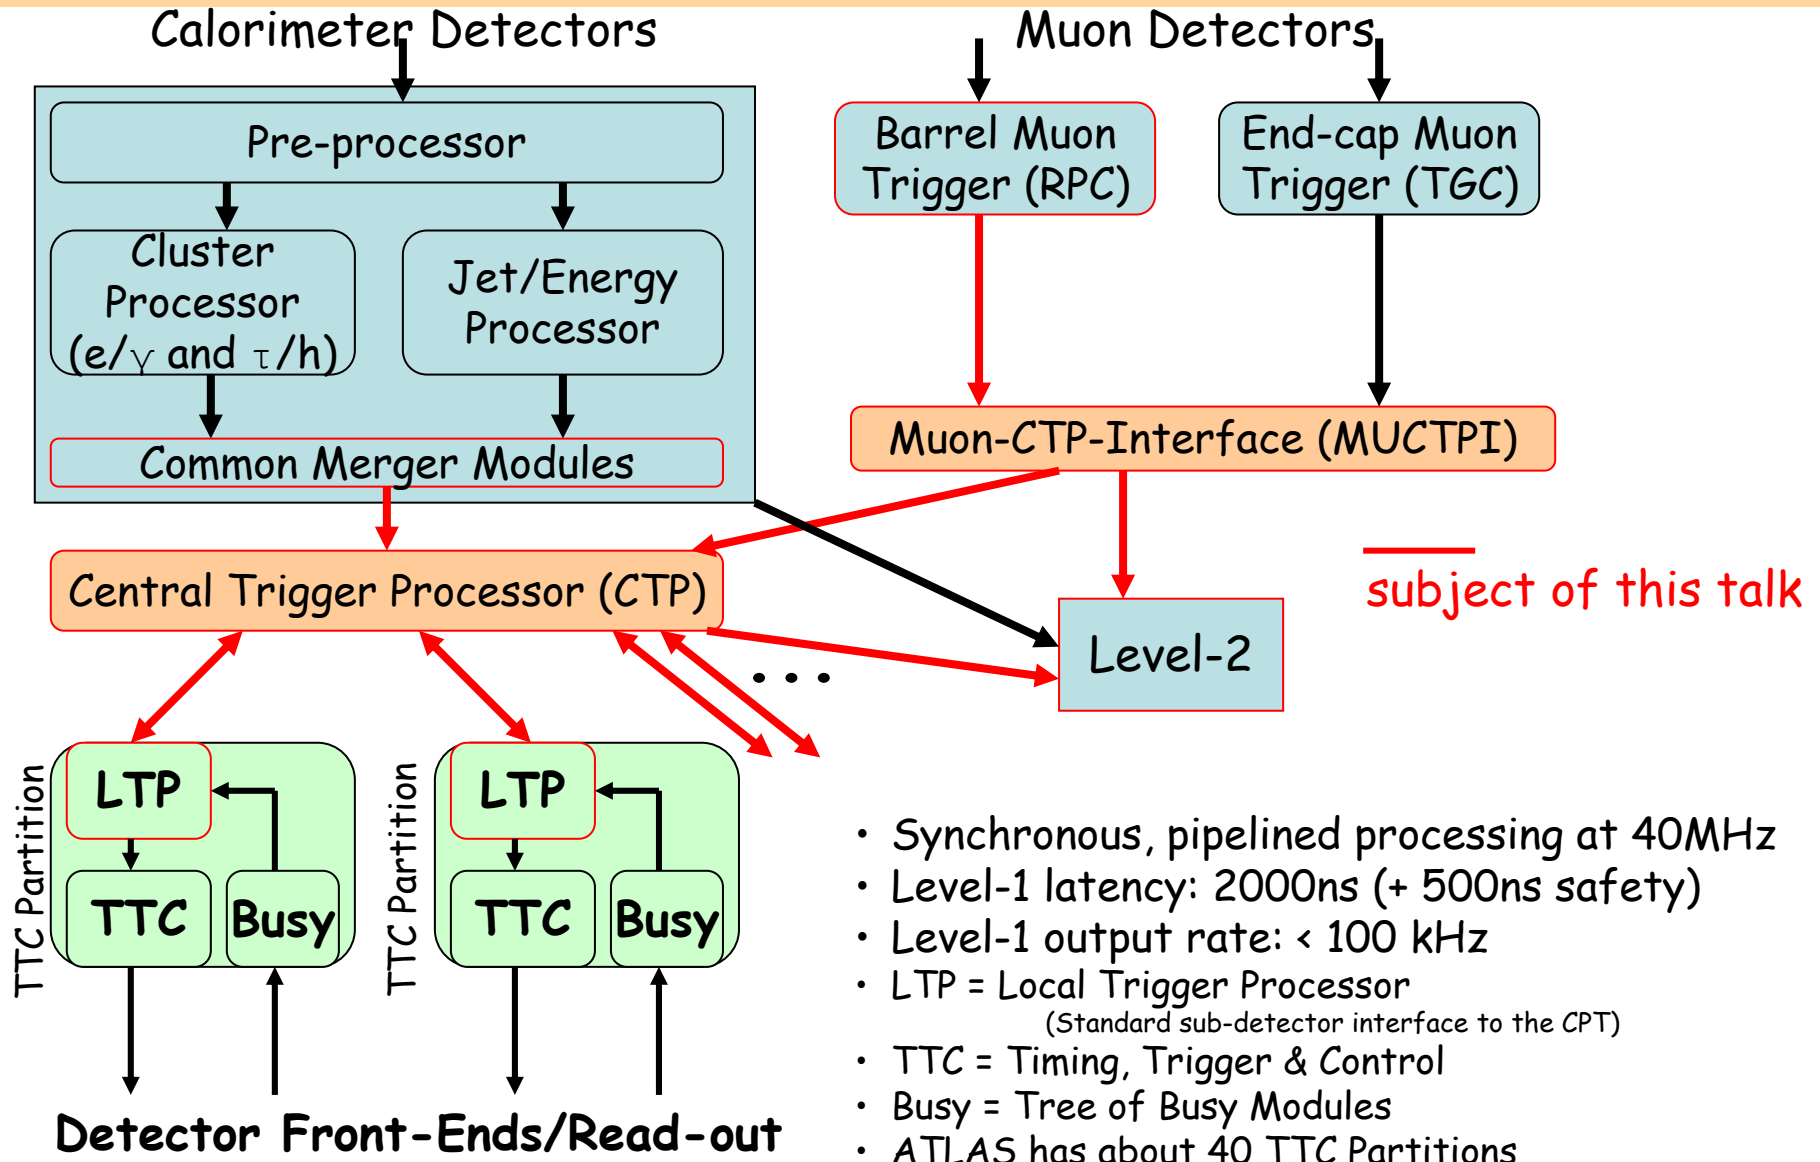 Calorimeter Detectors
Muon Detectors
Pre-processor
Barrel Muon
Trigger (RPC)
End-cap Muon
Trigger (TGC)
Cluster
Processor
(e/γ and τ/h)
Jet/Energy
Processor
Common Merger Modules
Muon-CTP-Interface (MUCTPI)
Central Trigger Processor (CTP)
subject of this talk
Level-2
...
TTC Partition
LTP
TTC
Busy
TTC Partition
LTP
TTC
Busy
Detector Front-Ends/Read-out
• Synchronous, pipelined processing at 40MHz
• Level-1 latency: 2000ns (+ 500ns safety)
• Level-1 output rate: < 100 kHz
• LTP = Local Trigger Processor
(Standard sub-detector interface to the CPT)
• TTC = Timing, Trigger & Control
• Busy = Tree of Busy Modules
• ATLAS has about 40 TTC Partitions